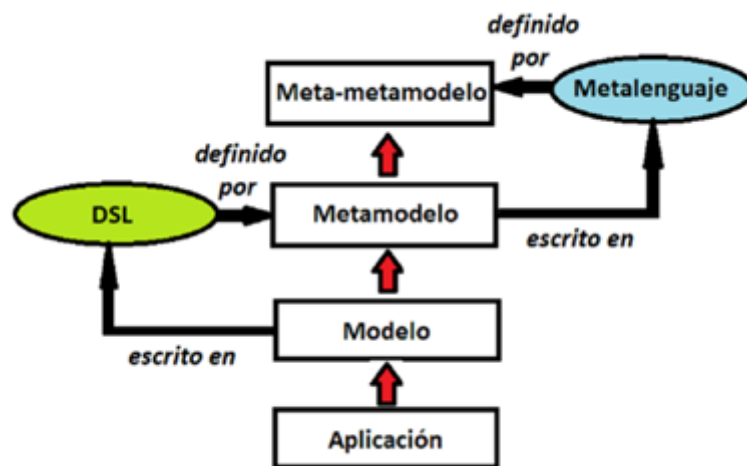 definido
por
Meta-metamodelo
Metalenguaje
definido
por
DSL
Metamodelo
escrito en
Modelo
escrito en
Aplicación